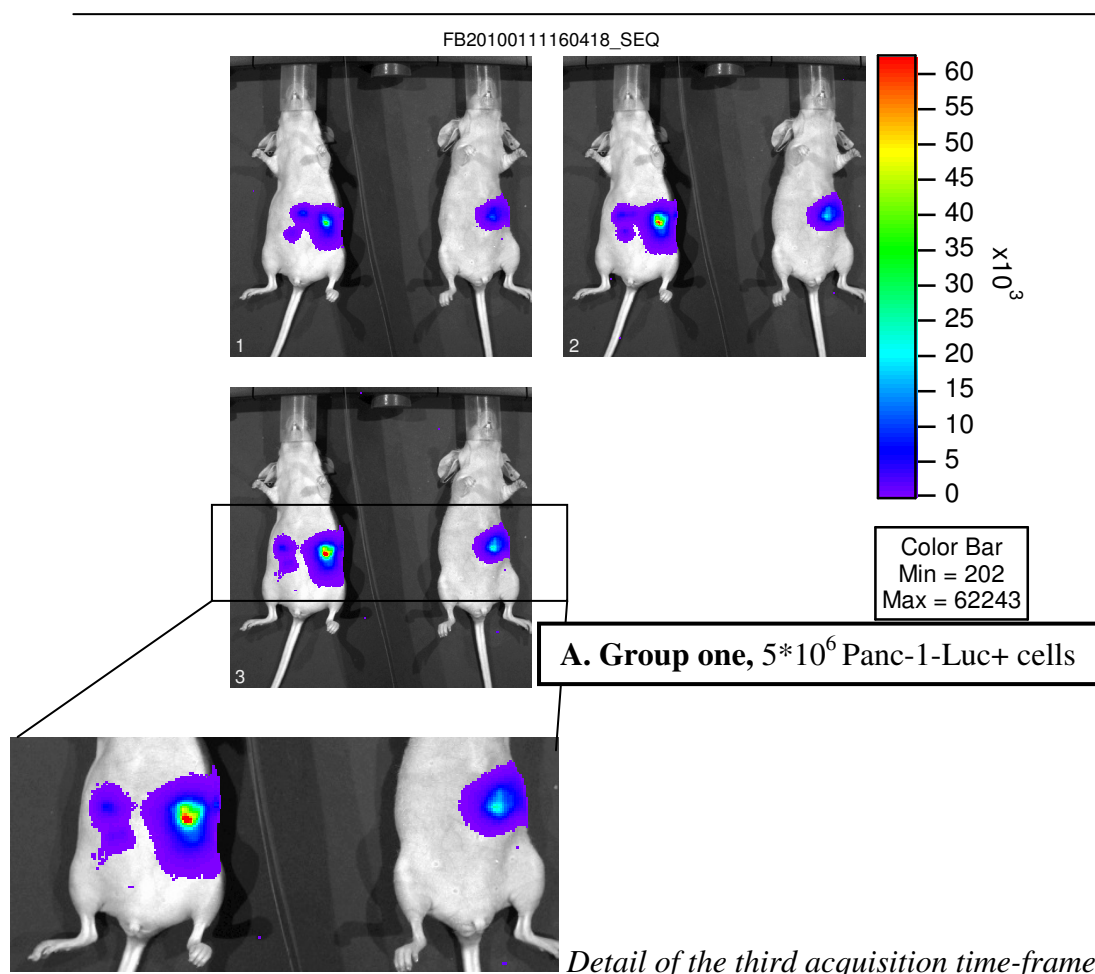 FB20100111160418_SEQ
1
2
60
55
50
45
40
35
30
25
20
15
10
5
0
x10³
Color Bar
Min = 202
Max = 62243
3
A. Group one, 5*10⁶ Panc-1-Luc+ cells
Detail of the third acquisition time-frame